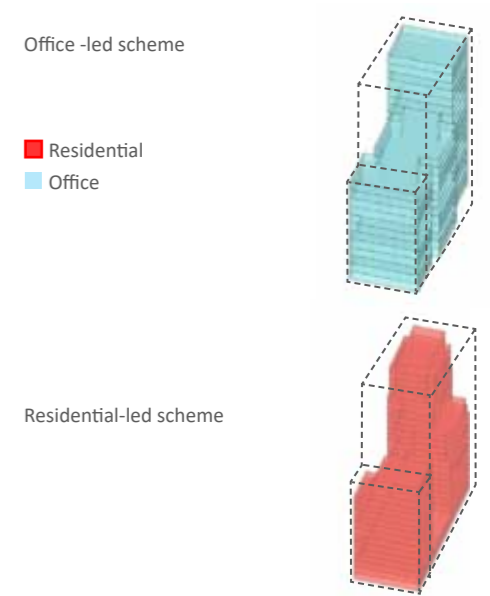 Office -led scheme
Residential
Office
Residential-led scheme